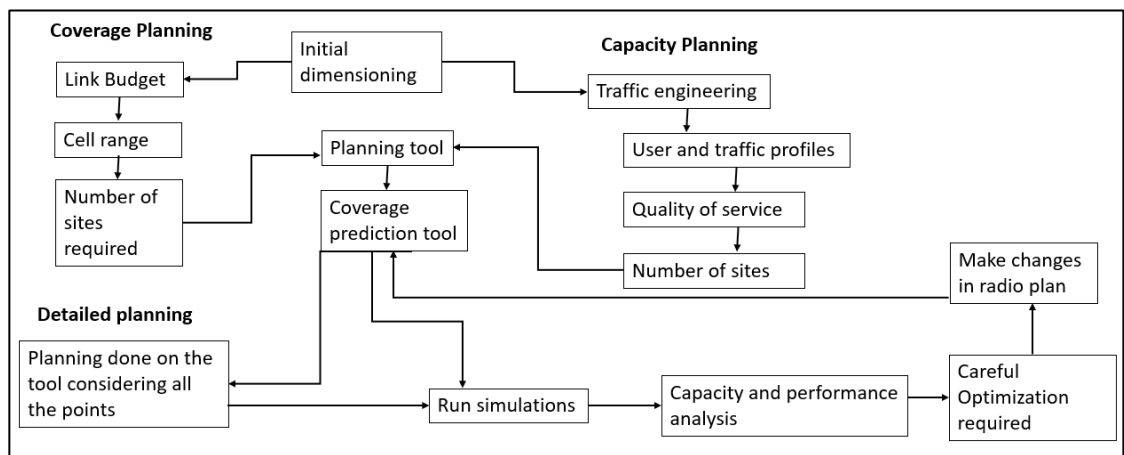 Coverage Planning
Initial
dimensioning
Capacity Planning
Link Budget
Traffic engineering
Cell range
Planning tool
User and traffic profiles
Number of
sites
required
Coverage
prediction tool
Quality of service
Number of sites
Make changes
in radio plan
Detailed planning
Planning done on the
tool considering all
the points
Run simulations
Capacity and performance
analysis
Careful
Optimization
required